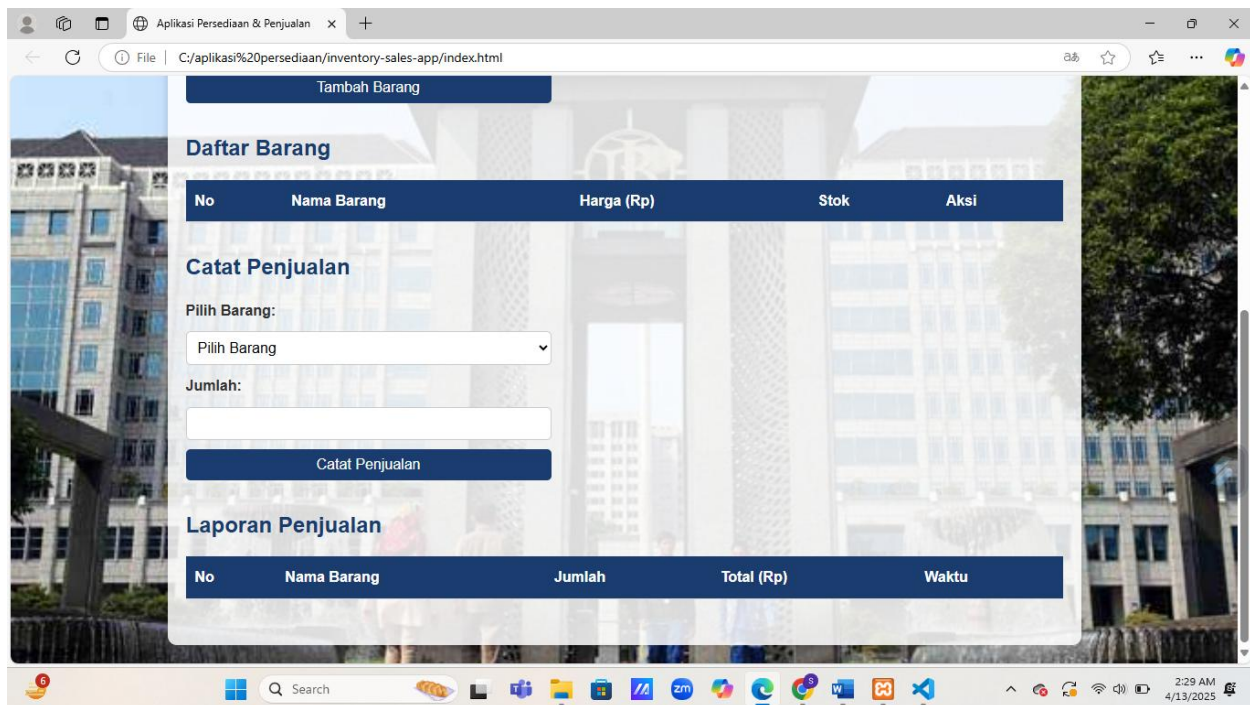 Aplikasi Persediaan & Penjualan
File
C:/aplikasi%20persediaan/inventory-sales-app/index.html
Tambah Barang
Daftar Barang
No Nama Barang Harga (Rp) Stok Aksi
Catat Penjualan
Pilih Barang:
Pilih Barang
Jumlah:
Catat Penjualan
Laporan Penjualan
No Nama Barang Jumlah Total (Rp) Waktu
6
Search
zm
S
2:29 AM
4/13/2025